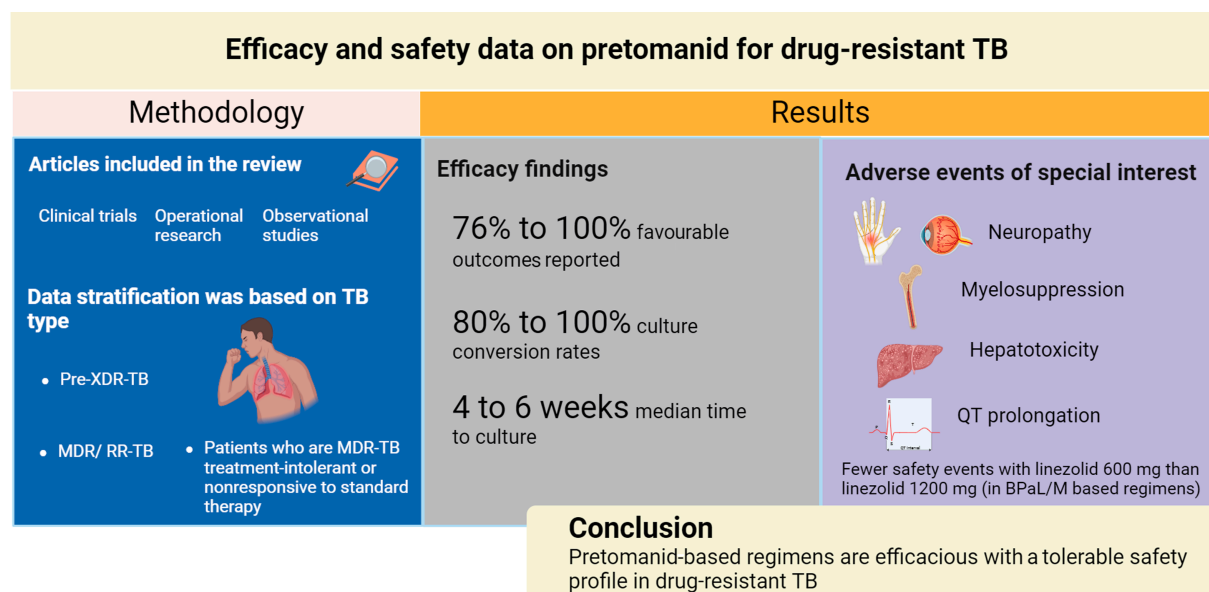 Efficacy and safety data on pretomanid for drug-resistant TB
Methodology
Results
Articles included in the review
Clinical trials
Operational
research
Observational
studies
Data stratification was based on TB
type
• Pre-XDR-TB
• MDR/ RR-TB
• Patients who are MDR-TB
treatment-intolerant or
nonresponsive to standard
therapy
Efficacy findings
76% to 100% favourable
outcomes reported
80% to 100% culture
conversion rates
4 to 6 weeks median time
to culture
Adverse events of special interest
Neuropathy
Myelosuppression
Hepatotoxicity
QT prolongation
Fewer safety events with linezolid 600 mg than
linezolid 1200 mg (in BPaL/M based regimens)
Conclusion
Pretomanid-based regimens are efficacious with a tolerable safety
profile in drug-resistant TB